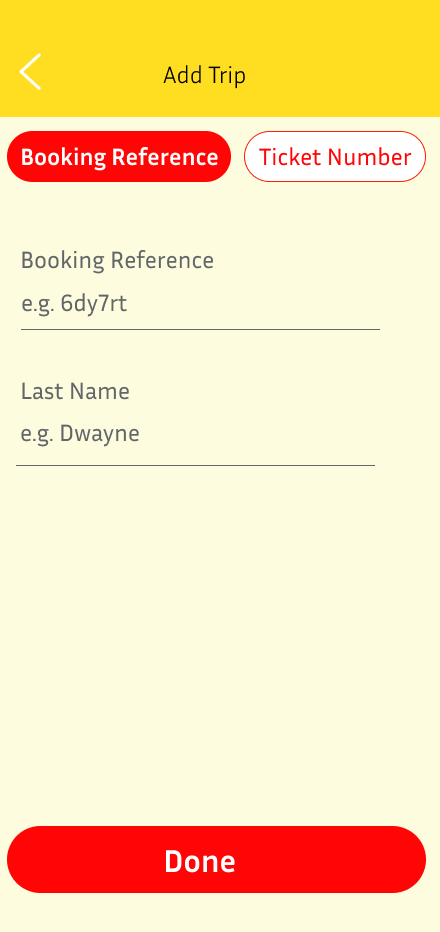 Add Trip
Booking Reference
Ticket Number
Booking Reference
e.g. 6dy7rt
Last Name
e.g. Dwayne
Done